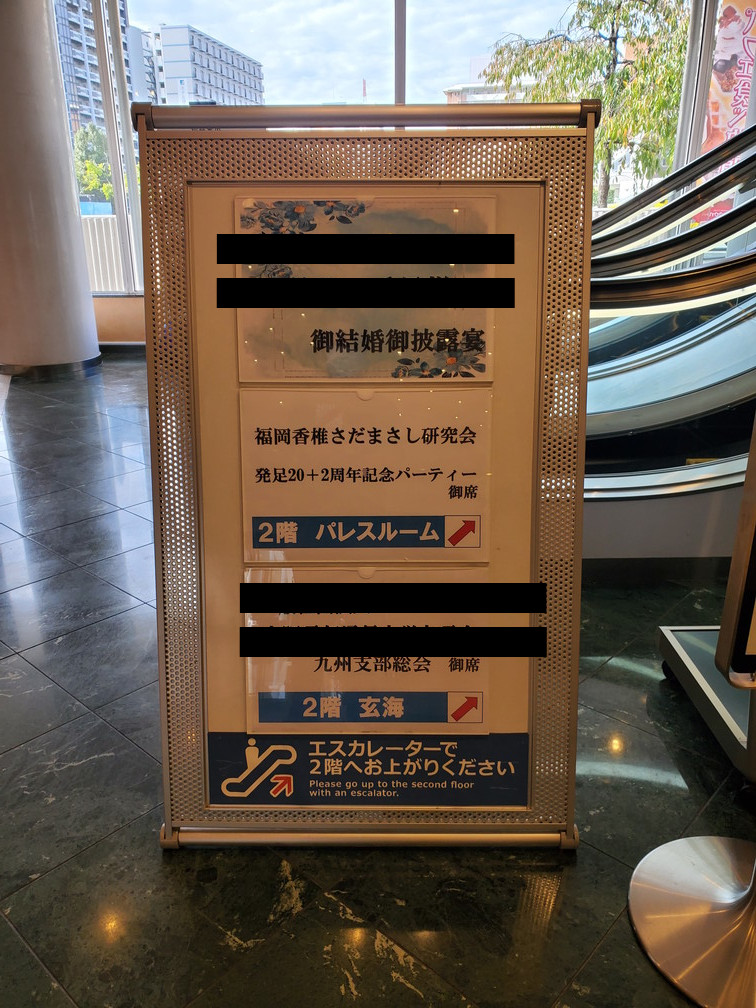 御結婚御披露宴
福岡香椎さだまさし研究会
発足20＋2周年記念パーティー
御席
2階 パレスルーム
九州支部総会 御席
2階 玄海
エスカレーターで
2階へお上がりください
Please go up to the second floor
with an escalator.